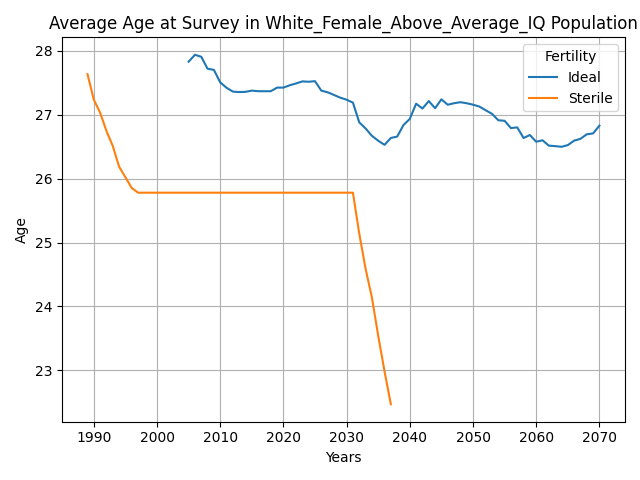 Average Age at Survey in White_Female_Above_Average_IQ Population
Fertility
Ideal
Sterile
28
27
26
25
24
23
Age
1990 2000 2010 2020 2030 2040 2050 2060 2070
Years